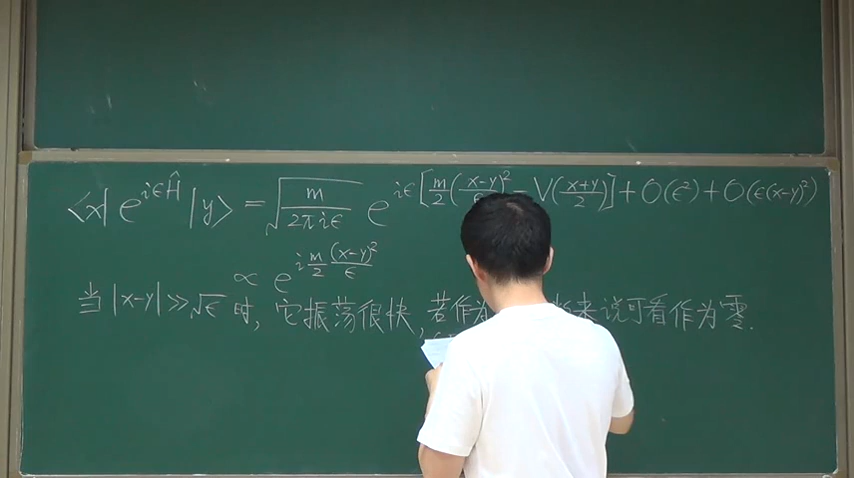 ⟨x| e^{iεĤ} |y⟩ = √(m/2πiε) e^{iε[m/2 (x-y)²/ - V((x+y)/2)] + O(ε²) + O(ε(x-y)²)}
∝ e^{i m/2 (x-y)²/ε}
当 |x-y| ≫ √ε 时, 它振荡很快, 若作为 来说可看作为零.